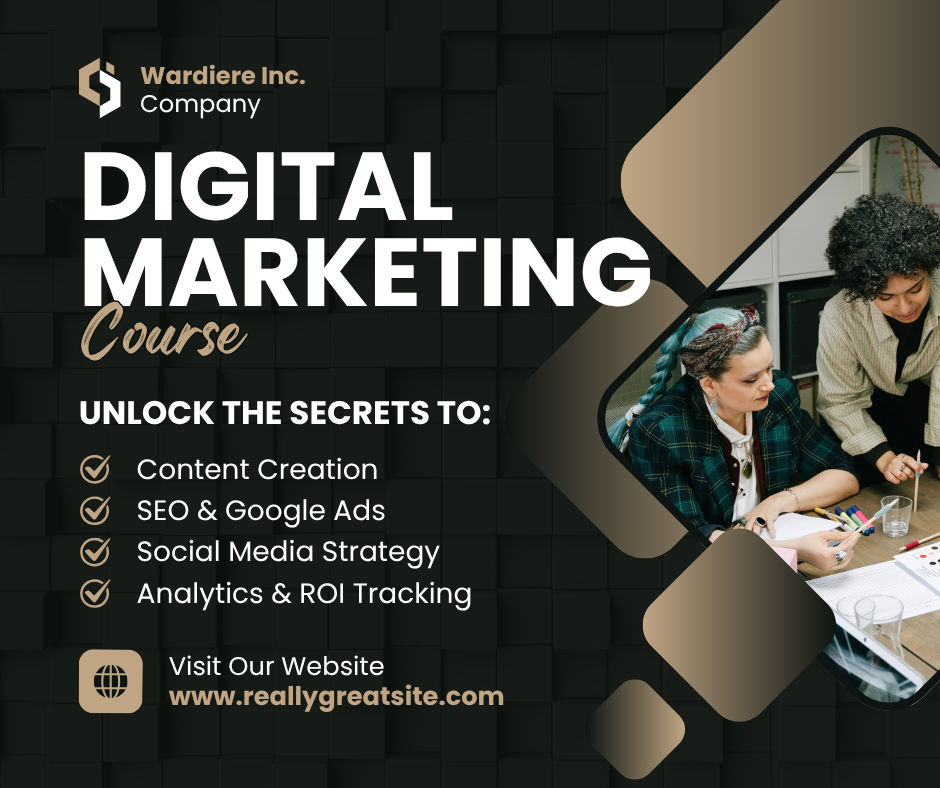 Wardiere Inc.
Company
DIGITAL
MARKETING
Course
UNLOCK THE SECRETS TO:
Content Creation
SEO & Google Ads
Social Media Strategy
Analytics & ROI Tracking
Visit Our Website
www.reallygreatsite.com